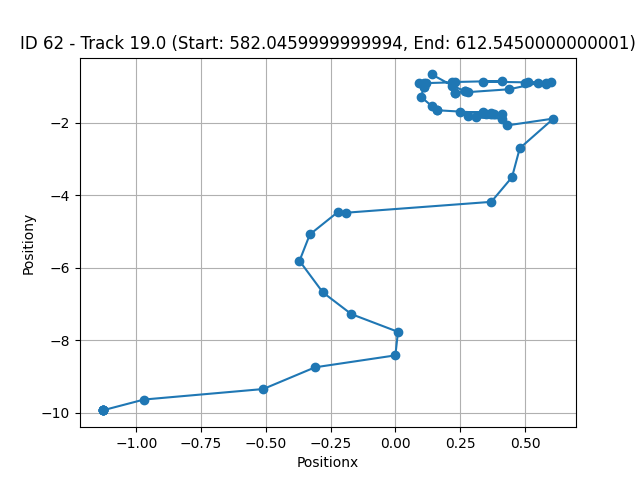 ID 62 - Track 19.0 (Start: 582.0459999999994, End: 612.5450000000001)
Positiony
−2
−4
−6
−8
−10
−1.00 −0.75 −0.50 −0.25 0.00 0.25 0.50
Positionx